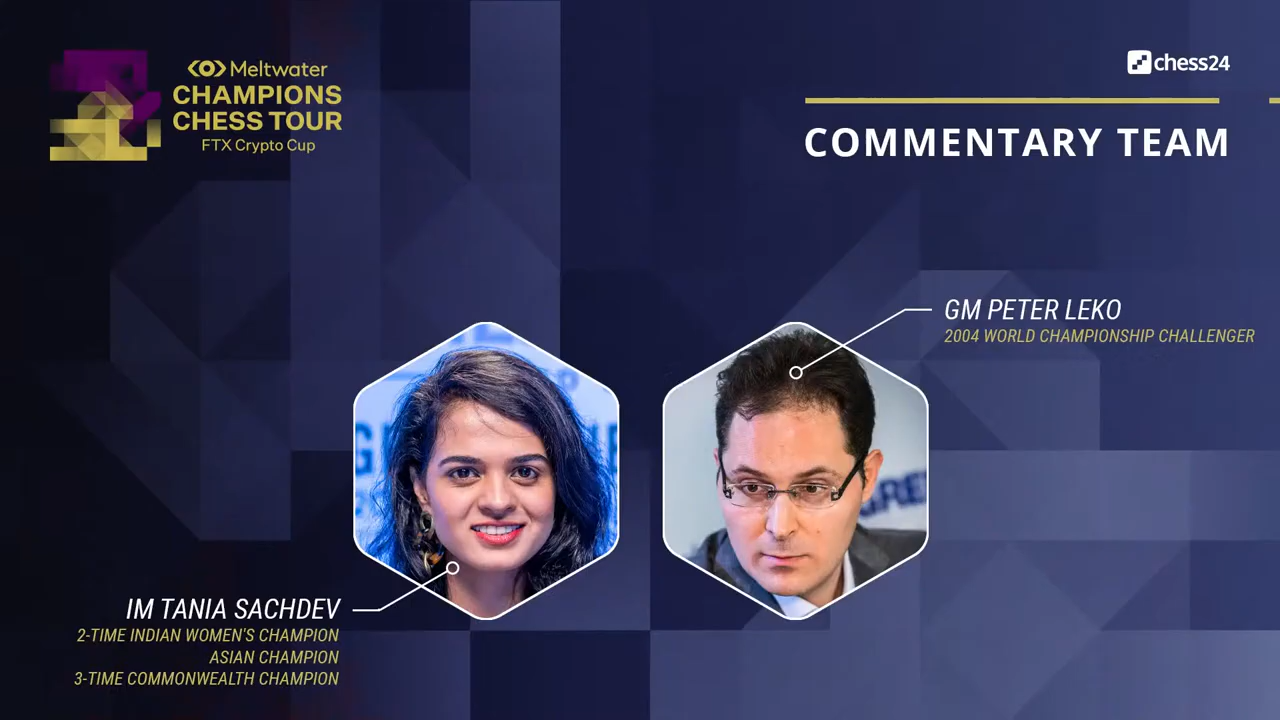 Meltwater
CHAMPIONS
CHESS TOUR
FTX Crypto Cup
chess24
COMMENTARY TEAM
GM PETER LEKO
2004 WORLD CHAMPIONSHIP CHALLENGER
IM TANIA SACHDEV
2-TIME INDIAN WOMEN'S CHAMPION
ASIAN CHAMPION
3-TIME COMMONWEALTH CHAMPION